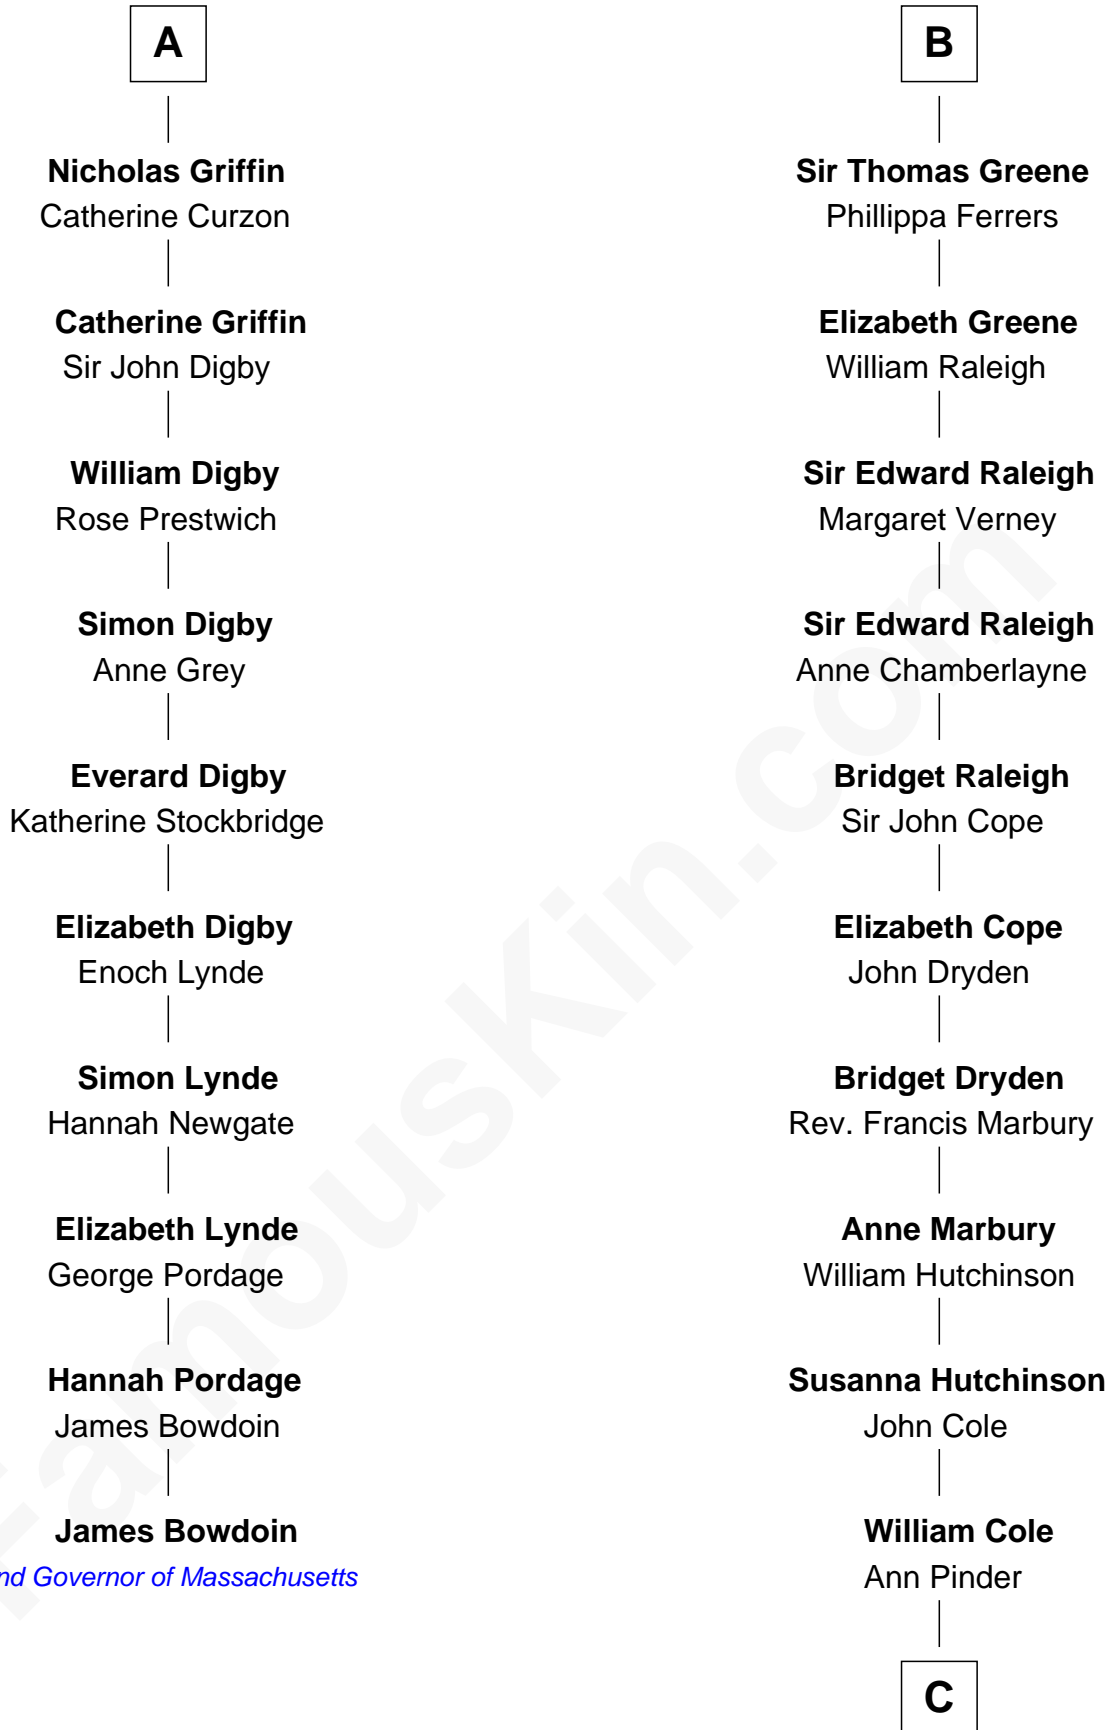 A
Nicholas Griffin
Catherine Curzon
Catherine Griffin
Sir John Digby
William Digby
Rose Prestwich
Simon Digby
Anne Grey
Everard Digby
Katherine Stockbridge
Elizabeth Digby
Enoch Lynde
Simon Lynde
Hannah Newgate
Elizabeth Lynde
George Pordage
Hannah Pordage
James Bowdoin
James Bowdoin
nd Governor of Massachusetts
B
Sir Thomas Greene
Phillippa Ferrers
Elizabeth Greene
William Raleigh
Sir Edward Raleigh
Margaret Verney
Sir Edward Raleigh
Anne Chamberlayne
Bridget Raleigh
Sir John Cope
Elizabeth Cope
John Dryden
Bridget Dryden
Rev. Francis Marbury
Anne Marbury
William Hutchinson
Susanna Hutchinson
John Cole
William Cole
Ann Pinder
C
FamousKin.com